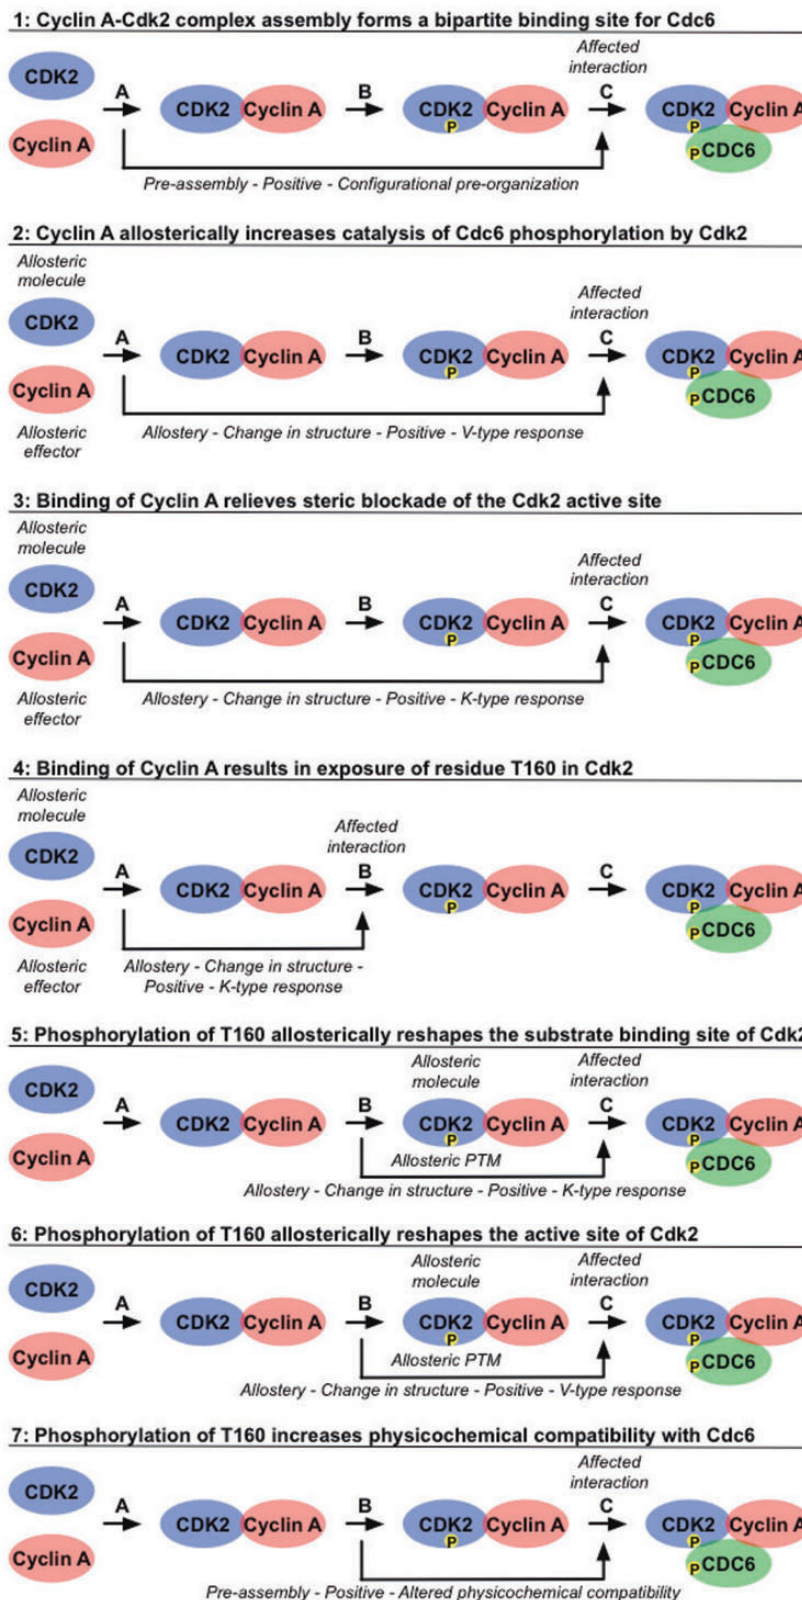 1: Cyclin A-Cdk2 complex assembly forms a bipartite binding site for Cdc6
Affected
interaction
CDK2
Cyclin A
A
CDK2 Cyclin A
B
CDK2 Cyclin A
P
C
CDK2 Cyclin A
P
P CDC6
Pre-assembly - Positive - Configurational pre-organization
2: Cyclin A allosterically increases catalysis of Cdc6 phosphorylation by Cdk2
Allosteric
molecule
CDK2
Cyclin A
Allosteric
effector
A
CDK2 Cyclin A
B
CDK2 Cyclin A
P
Affected
interaction
C
CDK2 Cyclin A
P
P CDC6
Allostery - Change in structure - Positive - V-type response
3: Binding of Cyclin A relieves steric blockade of the Cdk2 active site
Allosteric
molecule
CDK2
Cyclin A
Allosteric
effector
A
CDK2 Cyclin A
B
CDK2 Cyclin A
P
Affected
interaction
C
CDK2 Cyclin A
P
P CDC6
Allostery - Change in structure - Positive - K-type response
4: Binding of Cyclin A results in exposure of residue T160 in Cdk2
Allosteric
molecule
CDK2
Cyclin A
Allosteric
effector
A
CDK2 Cyclin A
Affected
interaction
B
CDK2 Cyclin A
P
C
CDK2 Cyclin A
P
P CDC6
Allostery - Change in structure -
Positive - K-type response
5: Phosphorylation of T160 allosterically reshapes the substrate binding site of Cdk2
CDK2
Cyclin A
A
CDK2 Cyclin A
B
Allosteric
molecule
CDK2 Cyclin A
P
Allosteric PTM
Affected
interaction
C
CDK2 Cyclin A
P
P CDC6
Allostery - Change in structure - Positive - K-type response
6: Phosphorylation of T160 allosterically reshapes the active site of Cdk2
CDK2
Cyclin A
A
CDK2 Cyclin A
B
Allosteric
molecule
CDK2 Cyclin A
P
Allosteric PTM
Affected
interaction
C
CDK2 Cyclin A
P
P CDC6
Allostery - Change in structure - Positive - V-type response
7: Phosphorylation of T160 increases physicochemical compatibility with Cdc6
CDK2
Cyclin A
A
CDK2 Cyclin A
B
CDK2 Cyclin A
P
Affected
interaction
C
CDK2 Cyclin A
P
P CDC6
Pre-assembly - Positive - Altered physicochemical compatibility